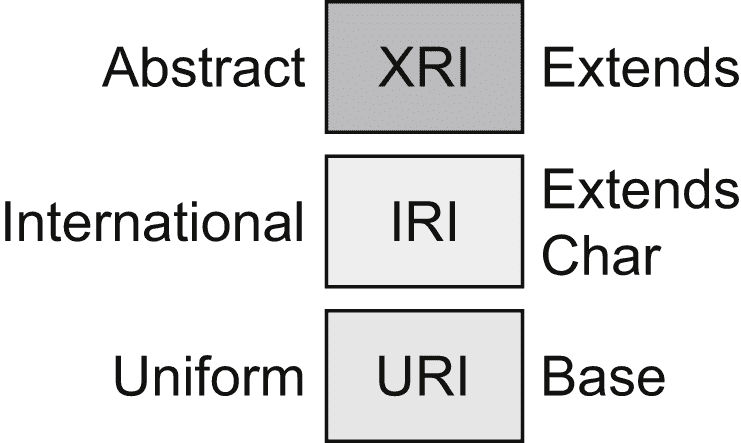 Abstract XRI Extends
International IRI Extends Char
Uniform URI Base